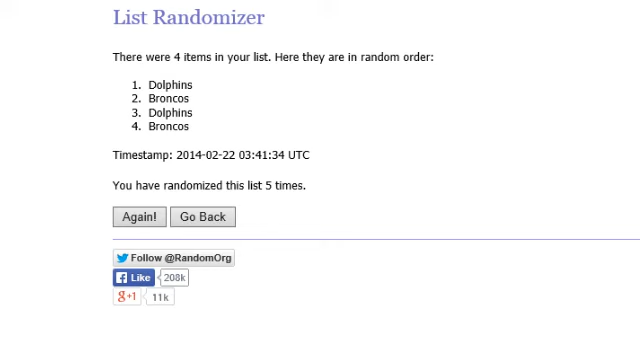 List Randomizer
There were 4 items in your list. Here they are in random order:
1. Dolphins
2. Broncos
3. Dolphins
4. Broncos
Timestamp: 2014-02-22 03:41:34 UTC
You have randomized this list 5 times.
Again! Go Back
Follow @RandomOrg
Like 208k
g+1 11k